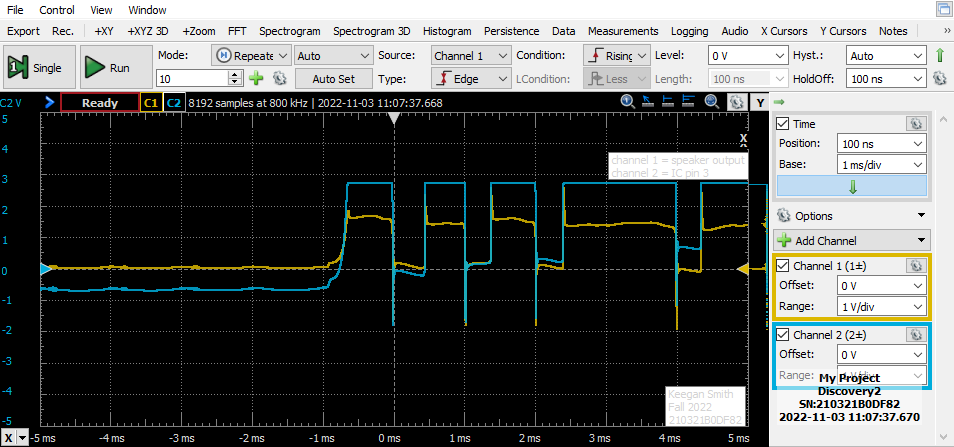 Control View Window
Export Rec. +XY +XYZ 3D +Zoom FFT Spectrogram Spectrogram 3D Histogram Persistence Data Measurements Logging Audio X Cursors Y Cursors Notes »
Single Run Mode: Repeated Auto Source: Channel 1 Condition: Rising Level: 0 V Hyst.: Auto
10 Auto Set Type: Edge LCondition: Less Length: 100 ns HoldOff: 100 ns
C2 V Ready C1 C2 8192 samples at 800 kHz | 2022-11-03 11:07:37.668 Y
5
4
3
2
1
0
-1
-2
-3
-4
-5
X
channel 1 = speaker output
channel 2 = IC pin 3
Keegan Smith
Fall 2022
210321B0DF82
X -5 ms -4 ms -3 ms -2 ms -1 ms 0 ms 1 ms 2 ms 3 ms 4 ms 5 ms
Time
Position: 100 ns
Base: 1 ms/div
Options
Add Channel
Channel 1 (1±)
Offset: 0 V
Range: 1 V/div
Channel 2 (2±)
Offset: 0 V
Range: 1 V/div
My Project
Discovery2
SN:210321B0DF82
2022-11-03 11:07:37.670